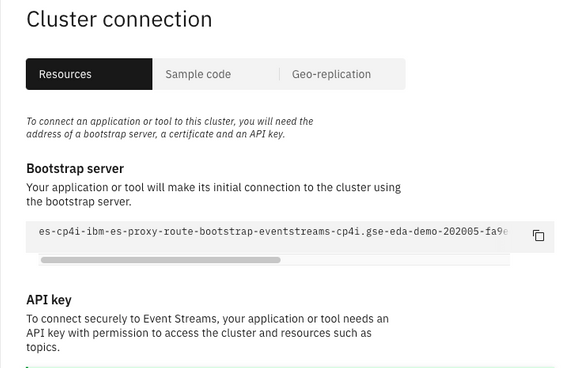 Cluster connection
Resources
Sample code
Geo-replication
To connect an application or tool to this cluster, you will need the
address of a bootstrap server, a certificate and an API key.
Bootstrap server
Your application or tool will make its initial connection to the cluster using
the bootstrap server.
es-cp4i-ibm-es-proxy-route-bootstrap-eventstreams-cp4i.gse-eda-demo-202005-fa9e
API key
To connect securely to Event Streams, your application or tool needs an
API key with permission to access the cluster and resources such as
topics.